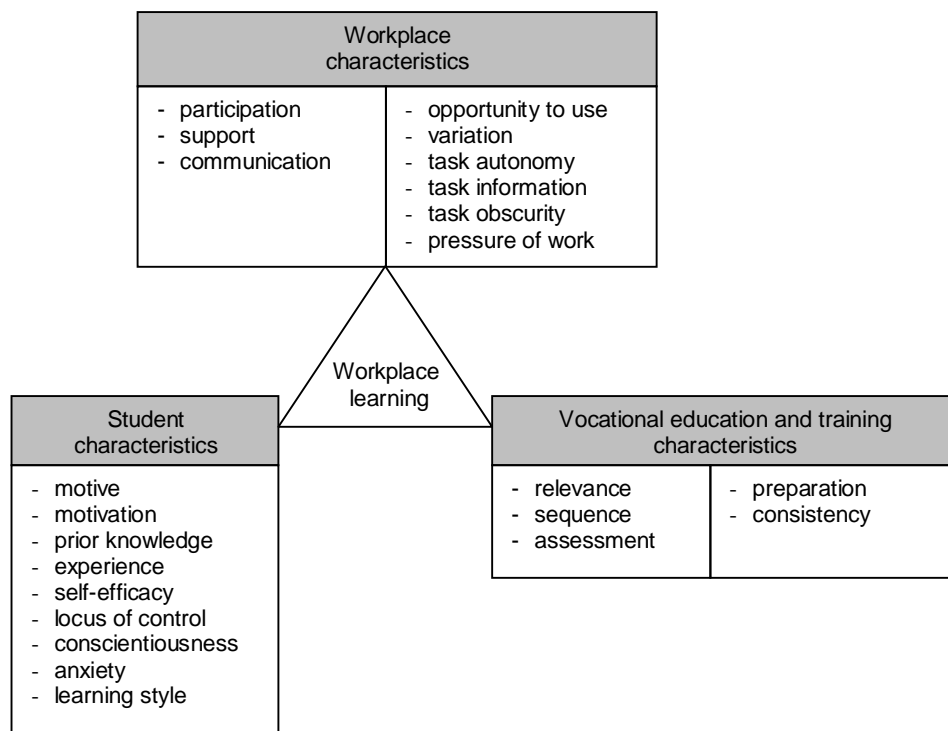 Workplace
characteristics
- participation
- support
- communication
- opportunity to use
- variation
- task autonomy
- task information
- task obscurity
- pressure of work
Workplace
learning
Student
characteristics
- motive
- motivation
- prior knowledge
- experience
- self-efficacy
- locus of control
- conscientiousness
- anxiety
- learning style
Vocational education and training
characteristics
- relevance
- sequence
- assessment
- preparation
- consistency